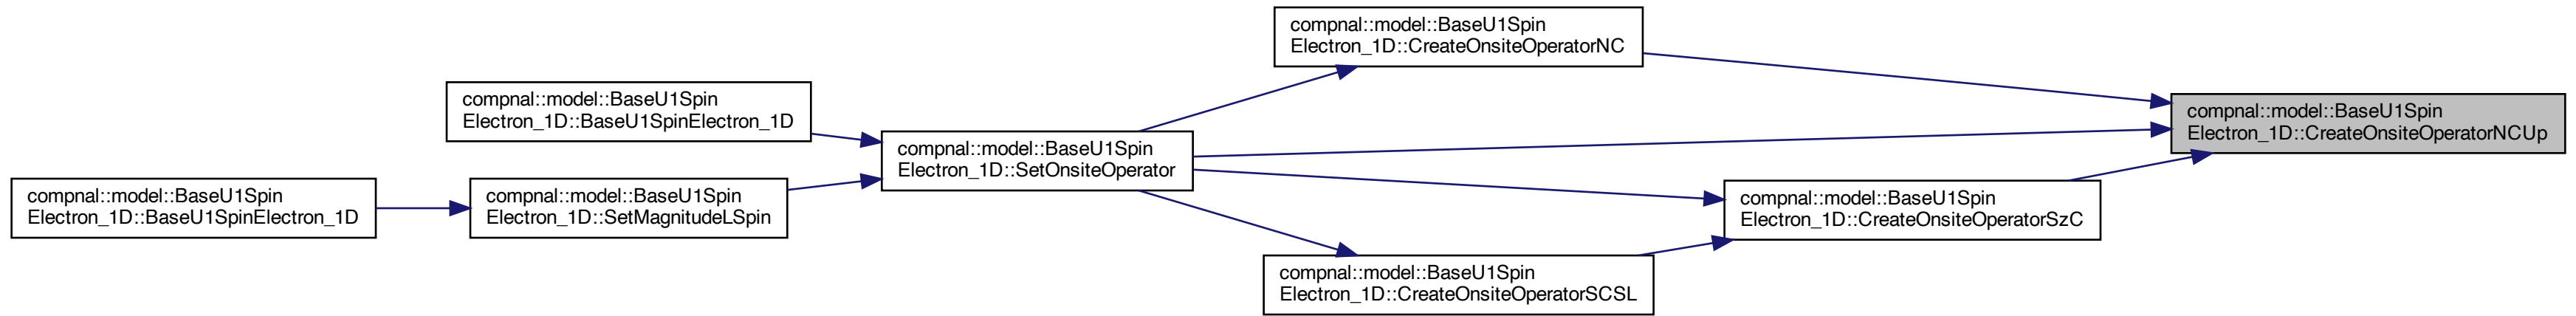 compnal::model::BaseU1Spin
Electron_1D::BaseU1SpinElectron_1D
compnal::model::BaseU1Spin
Electron_1D::BaseU1SpinElectron_1D
compnal::model::BaseU1Spin
Electron_1D::SetMagnitudeLSpin
compnal::model::BaseU1Spin
Electron_1D::SetOnsiteOperator
compnal::model::BaseU1Spin
Electron_1D::CreateOnsiteOperatorNC
compnal::model::BaseU1Spin
Electron_1D::CreateOnsiteOperatorSCSL
compnal::model::BaseU1Spin
Electron_1D::CreateOnsiteOperatorSzC
compnal::model::BaseU1Spin
Electron_1D::CreateOnsiteOperatorNCUp